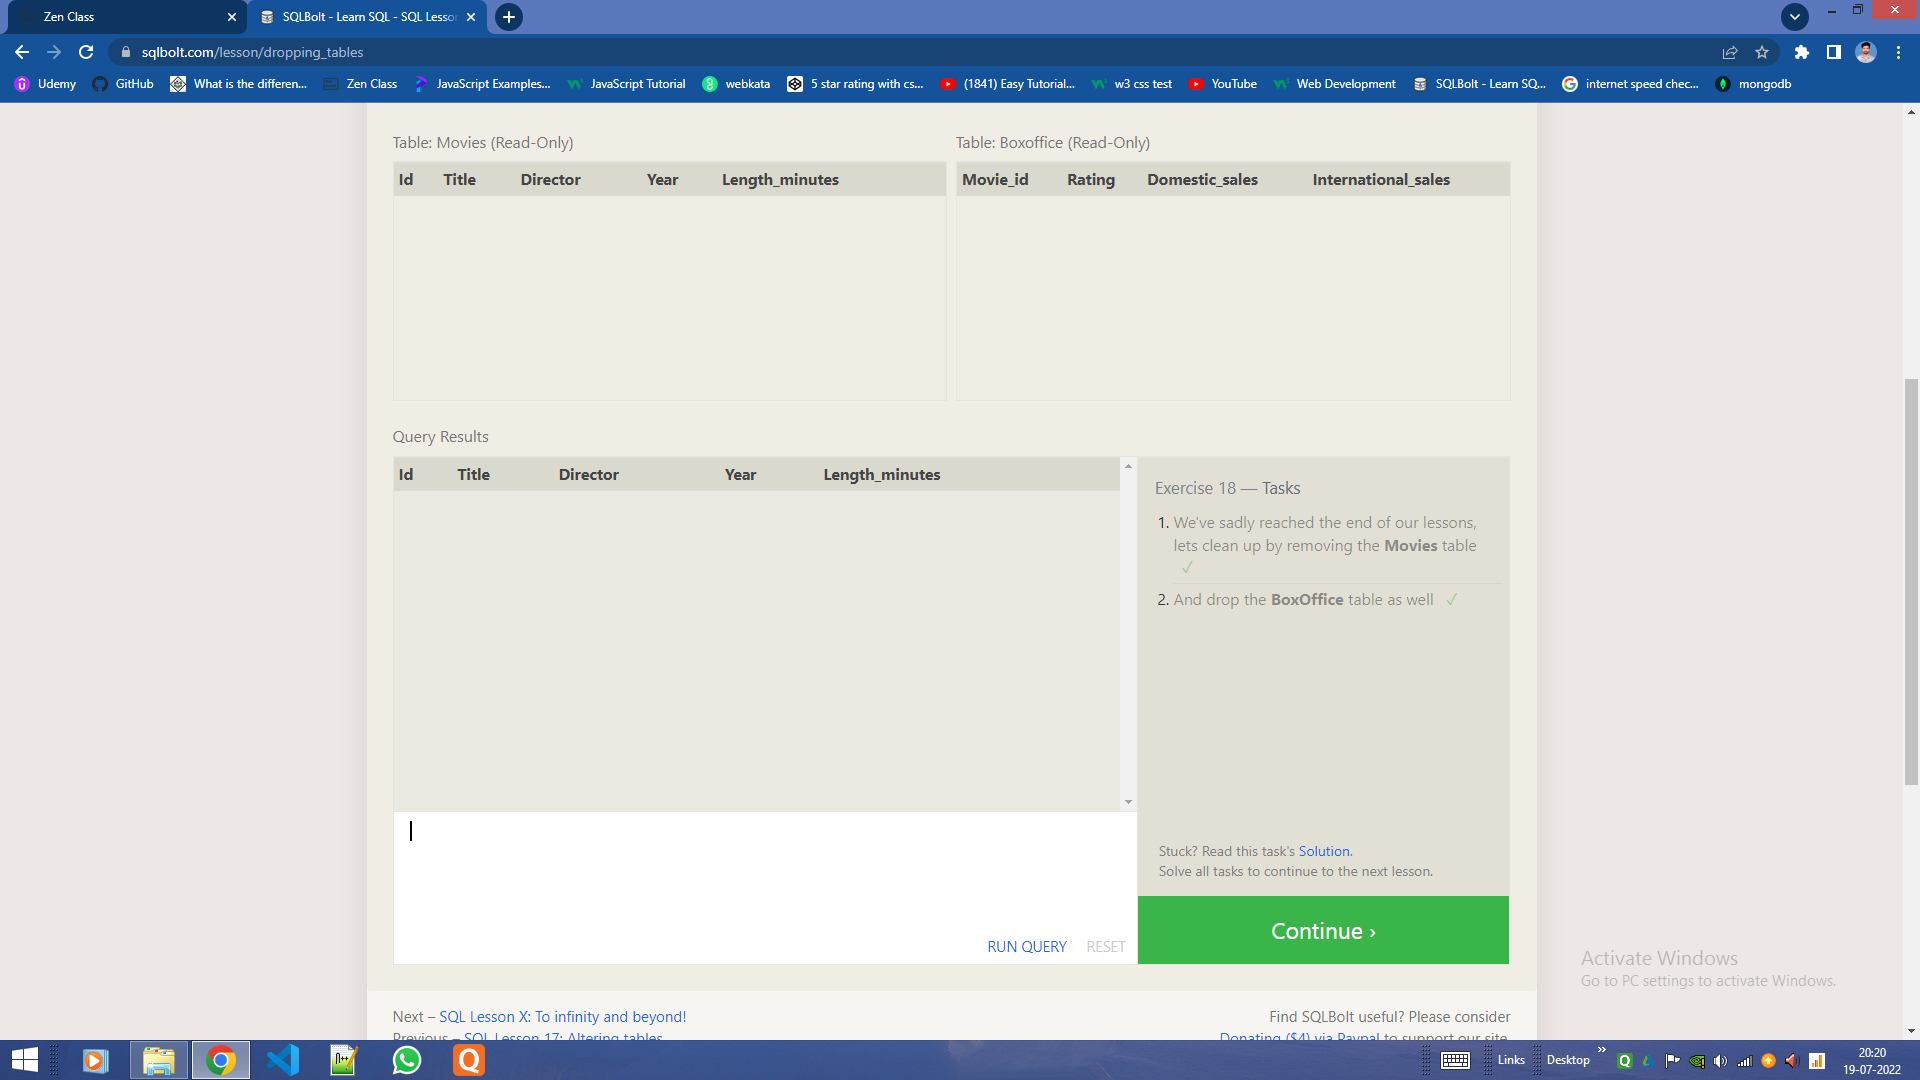 Zen Class
SQLBolt - Learn SQL - SQL Lesso
sqlbolt.com/lesson/dropping_tables
Udemy GitHub What is the differen... Zen Class JavaScript Examples... JavaScript Tutorial webkata 5 star rating with cs... (1841) Easy Tutorial... w3 css test YouTube Web Development SQLBolt - Learn SQ... internet speed chec... mongodb
Table: Movies (Read-Only)
Id Title Director Year Length_minutes
Table: Boxoffice (Read-Only)
Movie_id Rating Domestic_sales International_sales
Query Results
Id Title Director Year Length_minutes
Exercise 18 — Tasks
1. We've sadly reached the end of our lessons,
lets clean up by removing the Movies table
✓
2. And drop the BoxOffice table as well ✓
Stuck? Read this task's Solution.
Solve all tasks to continue to the next lesson.
RUN QUERY RESET
Continue ›
Activate Windows
Go to PC settings to activate Windows.
Next – SQL Lesson X: To infinity and beyond!
Previous – SQL Lesson 17: Altering tables
Find SQLBolt useful? Please consider
Donating ($4) via Paypal to support our site.
Links Desktop
20:20
19-07-2022